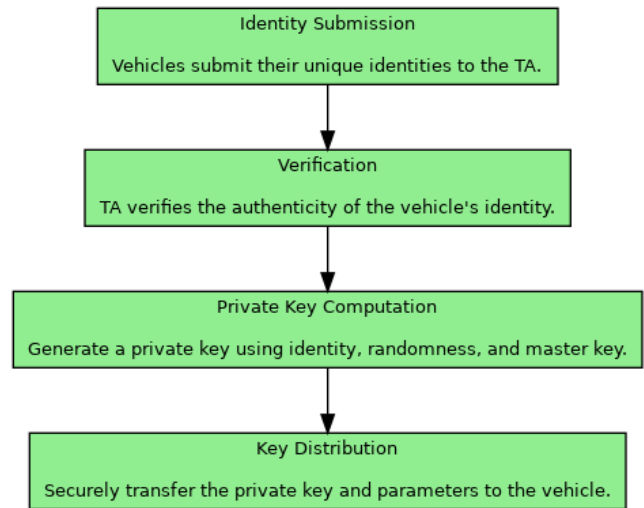 Identity Submission
Vehicles submit their unique identities to the TA.
Verification
TA verifies the authenticity of the vehicle's identity.
Private Key Computation
Generate a private key using identity, randomness, and master key.
Key Distribution
Securely transfer the private key and parameters to the vehicle.